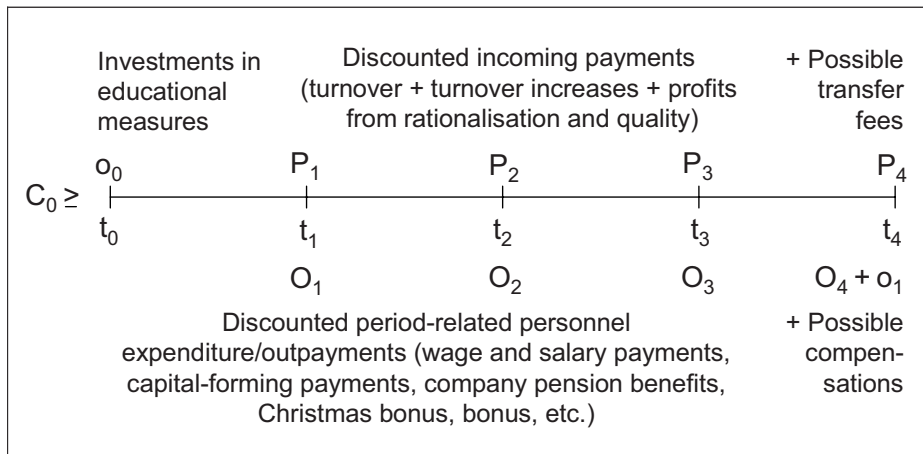 Investments in
educational
measures
Discounted incoming payments
(turnover + turnover increases + profits
from rationalisation and quality)
+ Possible
transfer
fees
o₀ P₁ P₂ P₃ P₄
C₀ ≥
t₀ t₁ t₂ t₃ t₄
O₁ O₂ O₃ O₄ + o₁
Discounted period-related personnel
expenditure/outpayments (wage and salary payments,
capital-forming payments, company pension benefits,
Christmas bonus, bonus, etc.)
+ Possible
compen-
sations